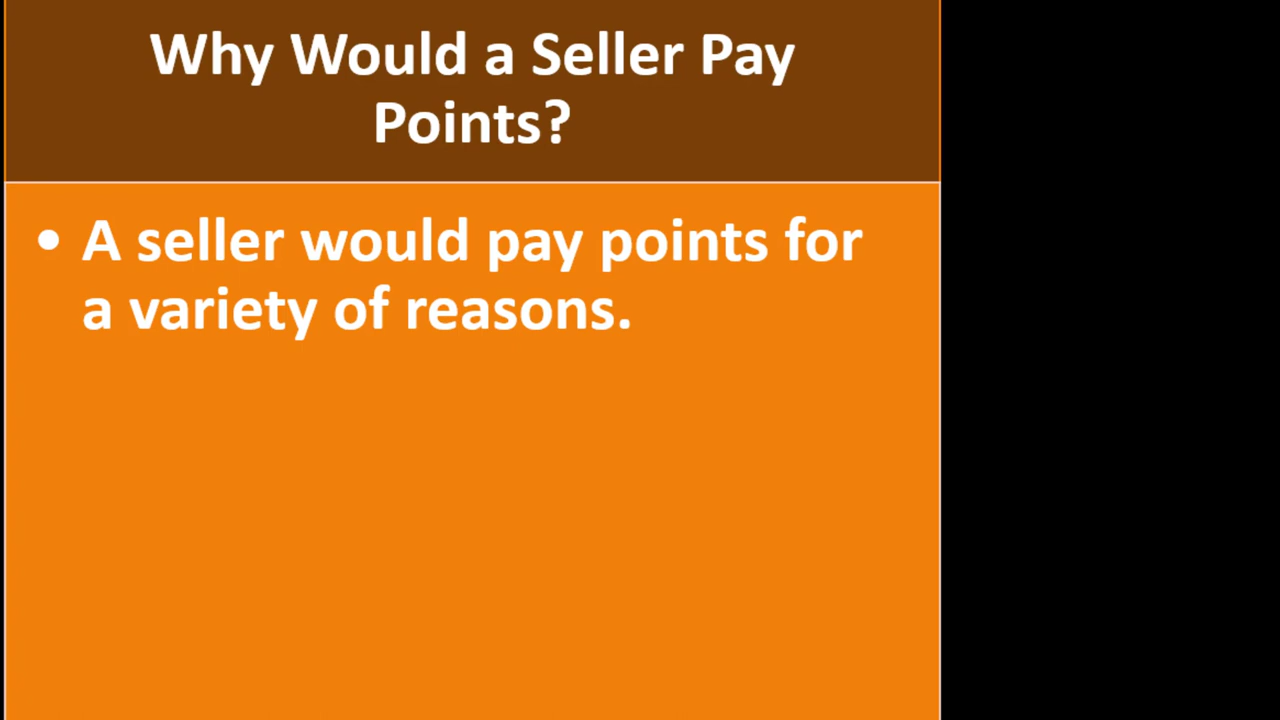 Why Would a Seller Pay
Points?
• A seller would pay points for
a variety of reasons.